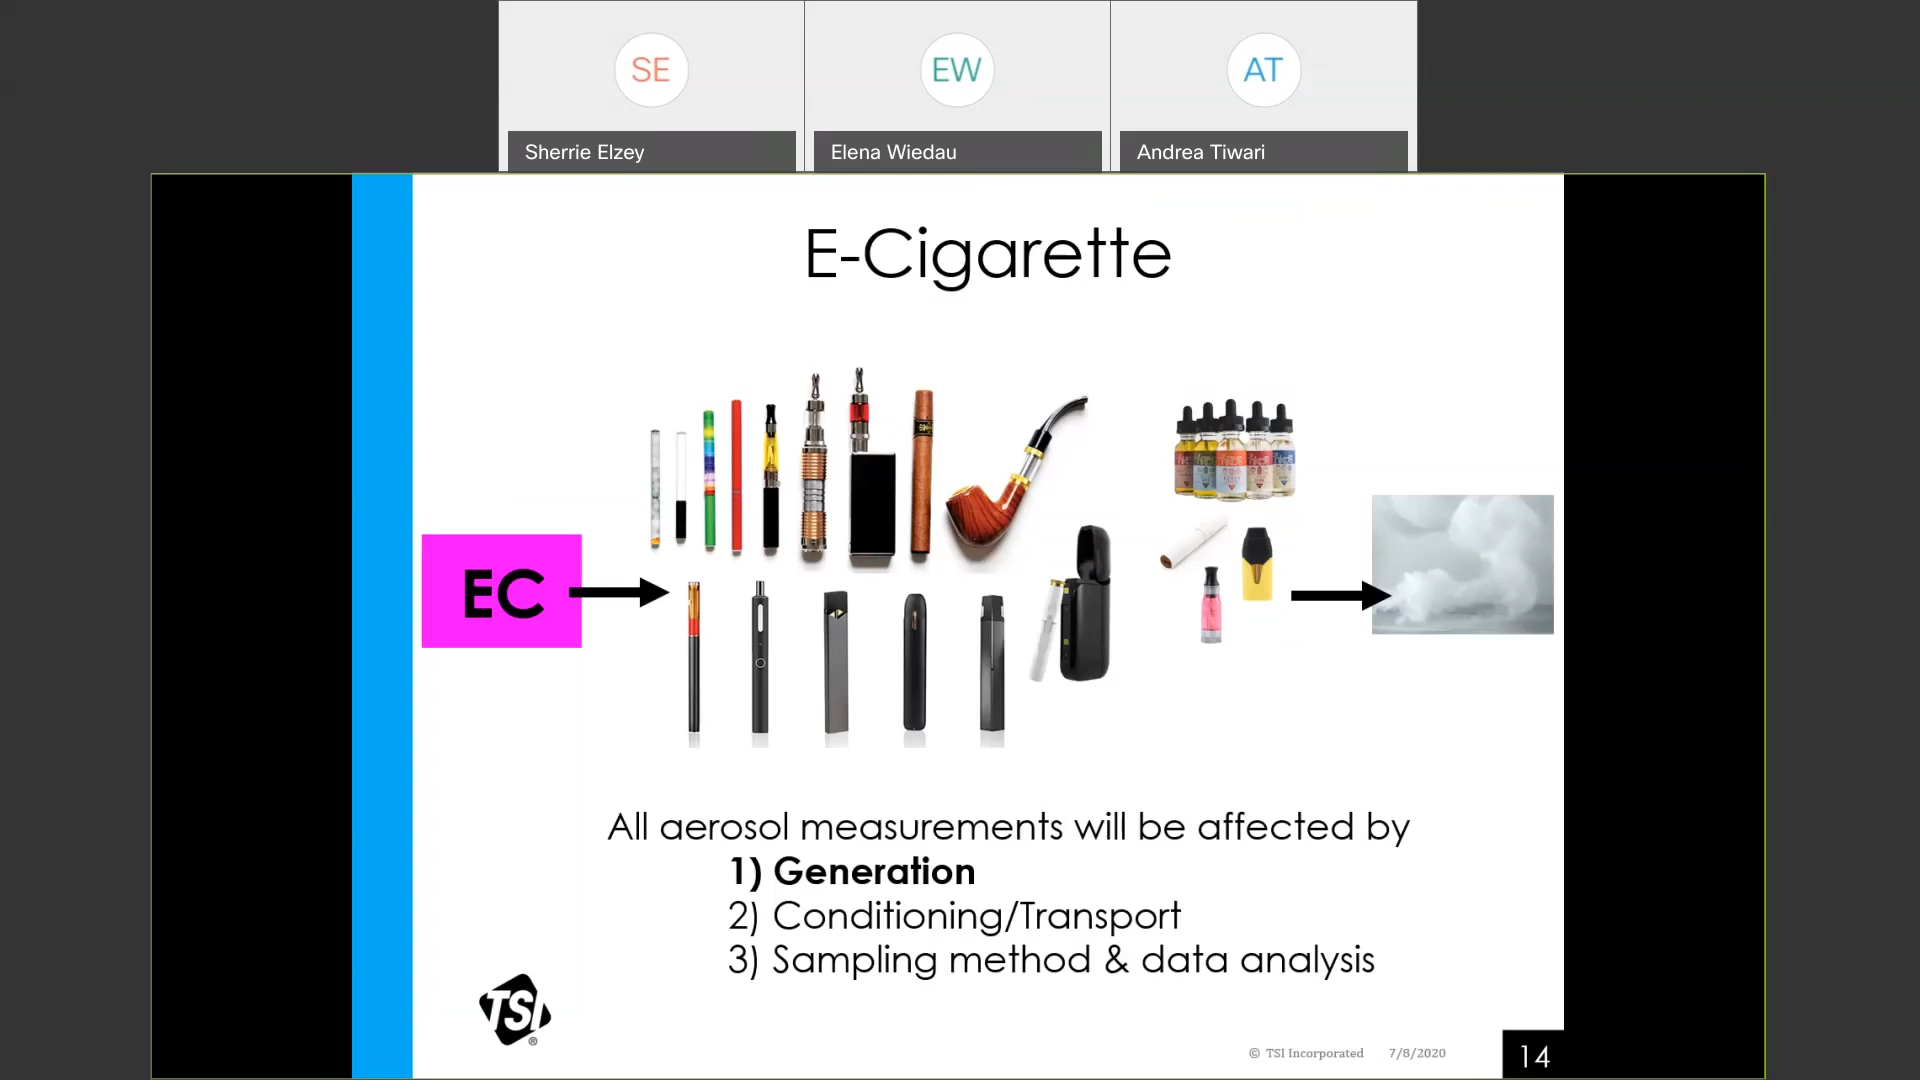 SE
EW
AT
Sherrie Elzey
Elena Wiedau
Andrea Tiwari
E-Cigarette
EC
All aerosol measurements will be affected by
1) Generation
2) Conditioning/Transport
3) Sampling method & data analysis
TSI
®
© TSI Incorporated 7/8/2020
14